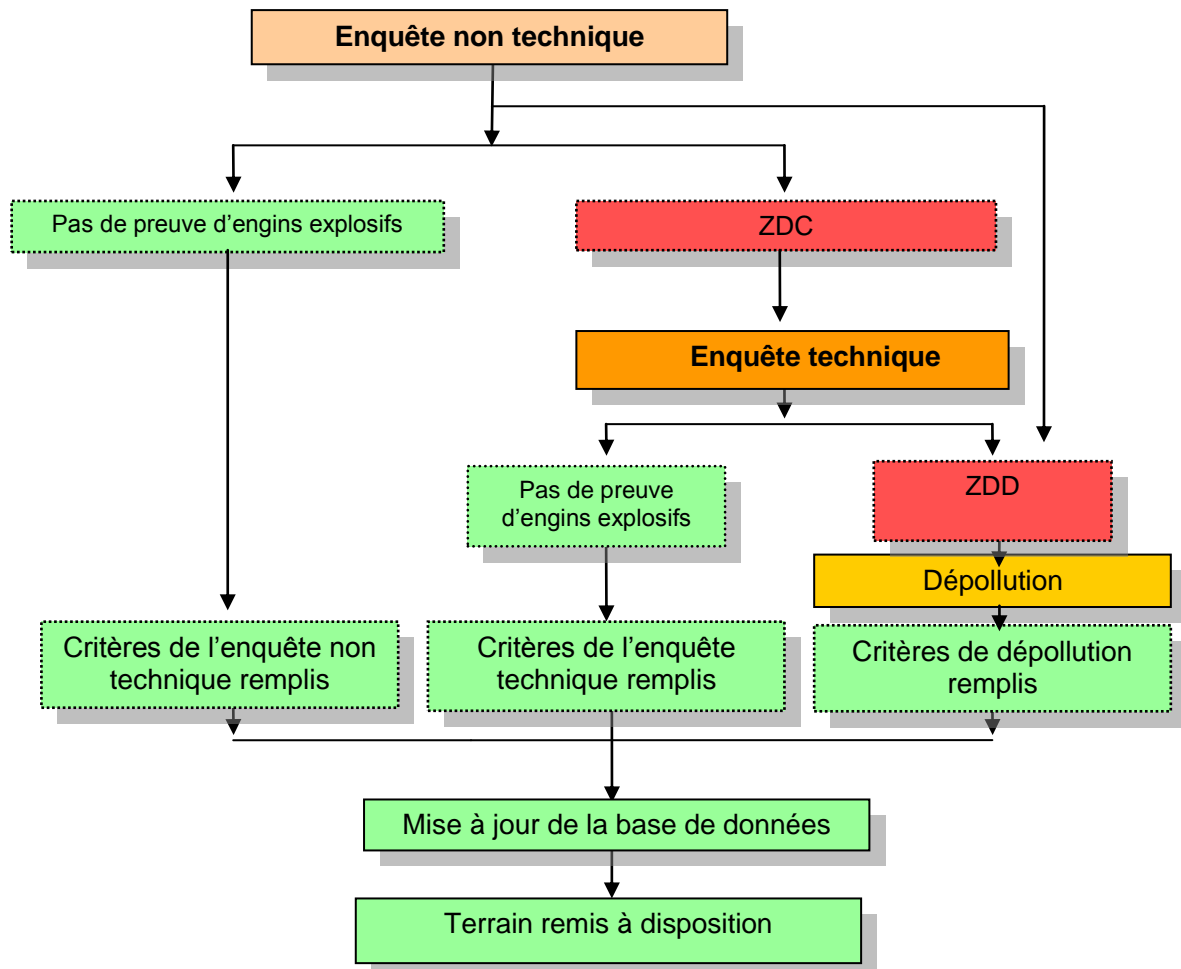 Enquête non technique
Pas de preuve d'engins explosifs
ZDC
Enquête technique
Pas de preuve
d'engins explosifs
ZDD
Dépollution
Critères de l'enquête non
technique remplis
Critères de l'enquête
technique remplis
Critères de dépollution
remplis
Mise à jour de la base de données
Terrain remis à disposition